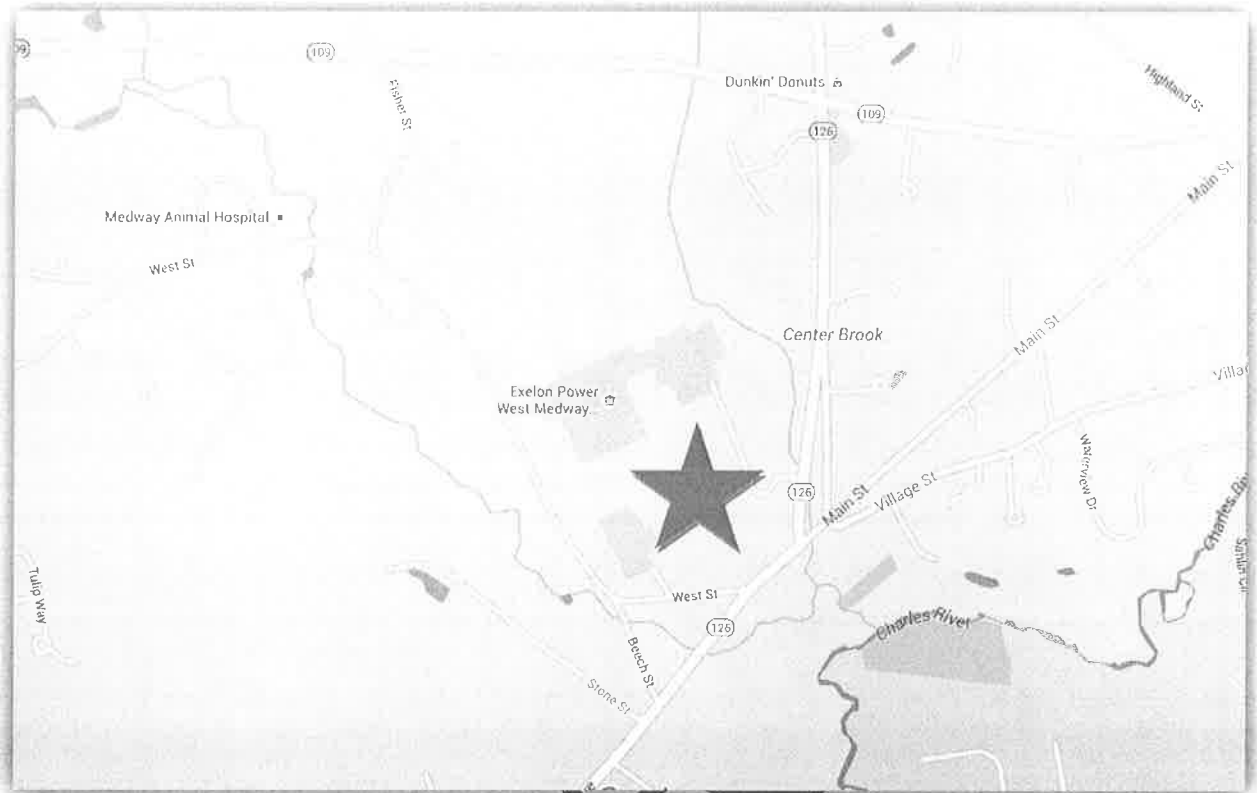 109
Fisher St
Dunkin' Donuts
126
109
Highland St
Main St
Medway Animal Hospital
West St
Center Brook
Main St
Exelon Power
West Medway...
126
Main St
Village St
Waterview Dr
Charles
Tulip Way
West St
126
Charles River
Beech St
Stone St